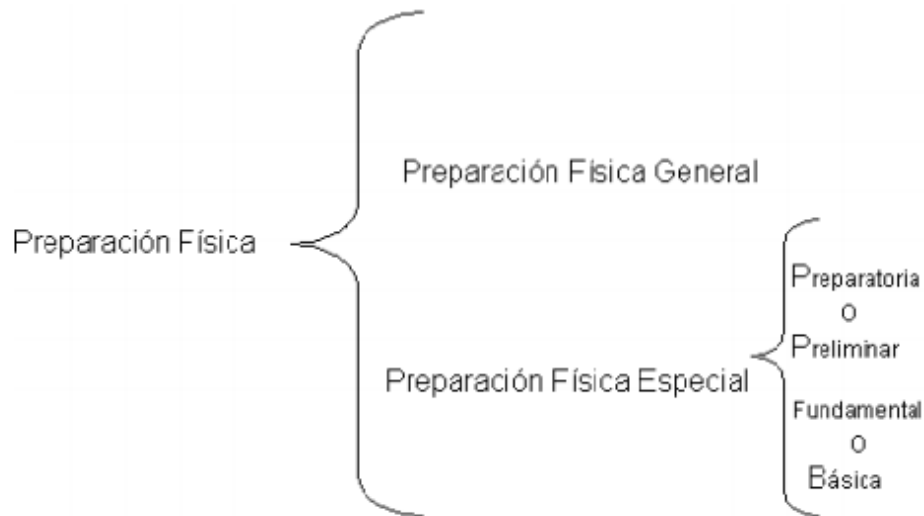 Preparación Física
Preparación Física General
Preparación Física Especial
Preparatoria
O
Preliminar
Fundamental
O
Básica